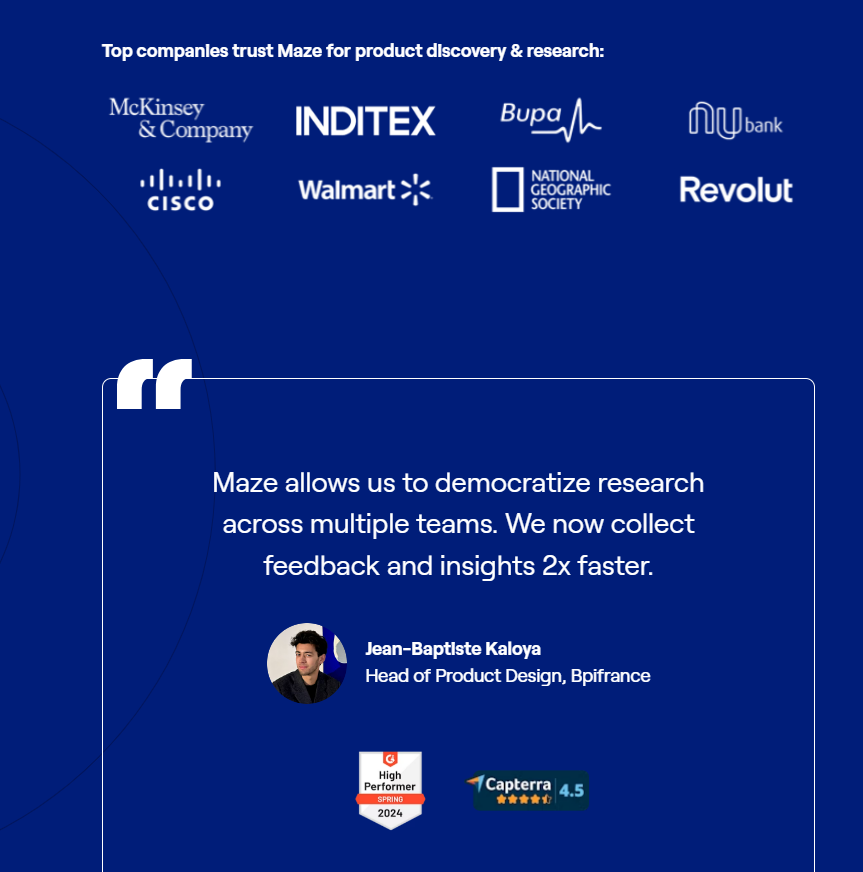 Top companies trust Maze for product discovery & research:
McKinsey
& Company
INDITEX
Bupa
nu bank
CISCO
Walmart
NATIONAL
GEOGRAPHIC
SOCIETY
Revolut
Maze allows us to democratize research
across multiple teams. We now collect
feedback and insights 2x faster.
Jean-Baptiste Kaloya
Head of Product Design, Bpifrance
High
Performer
SPRING
2024
Capterra 4.5